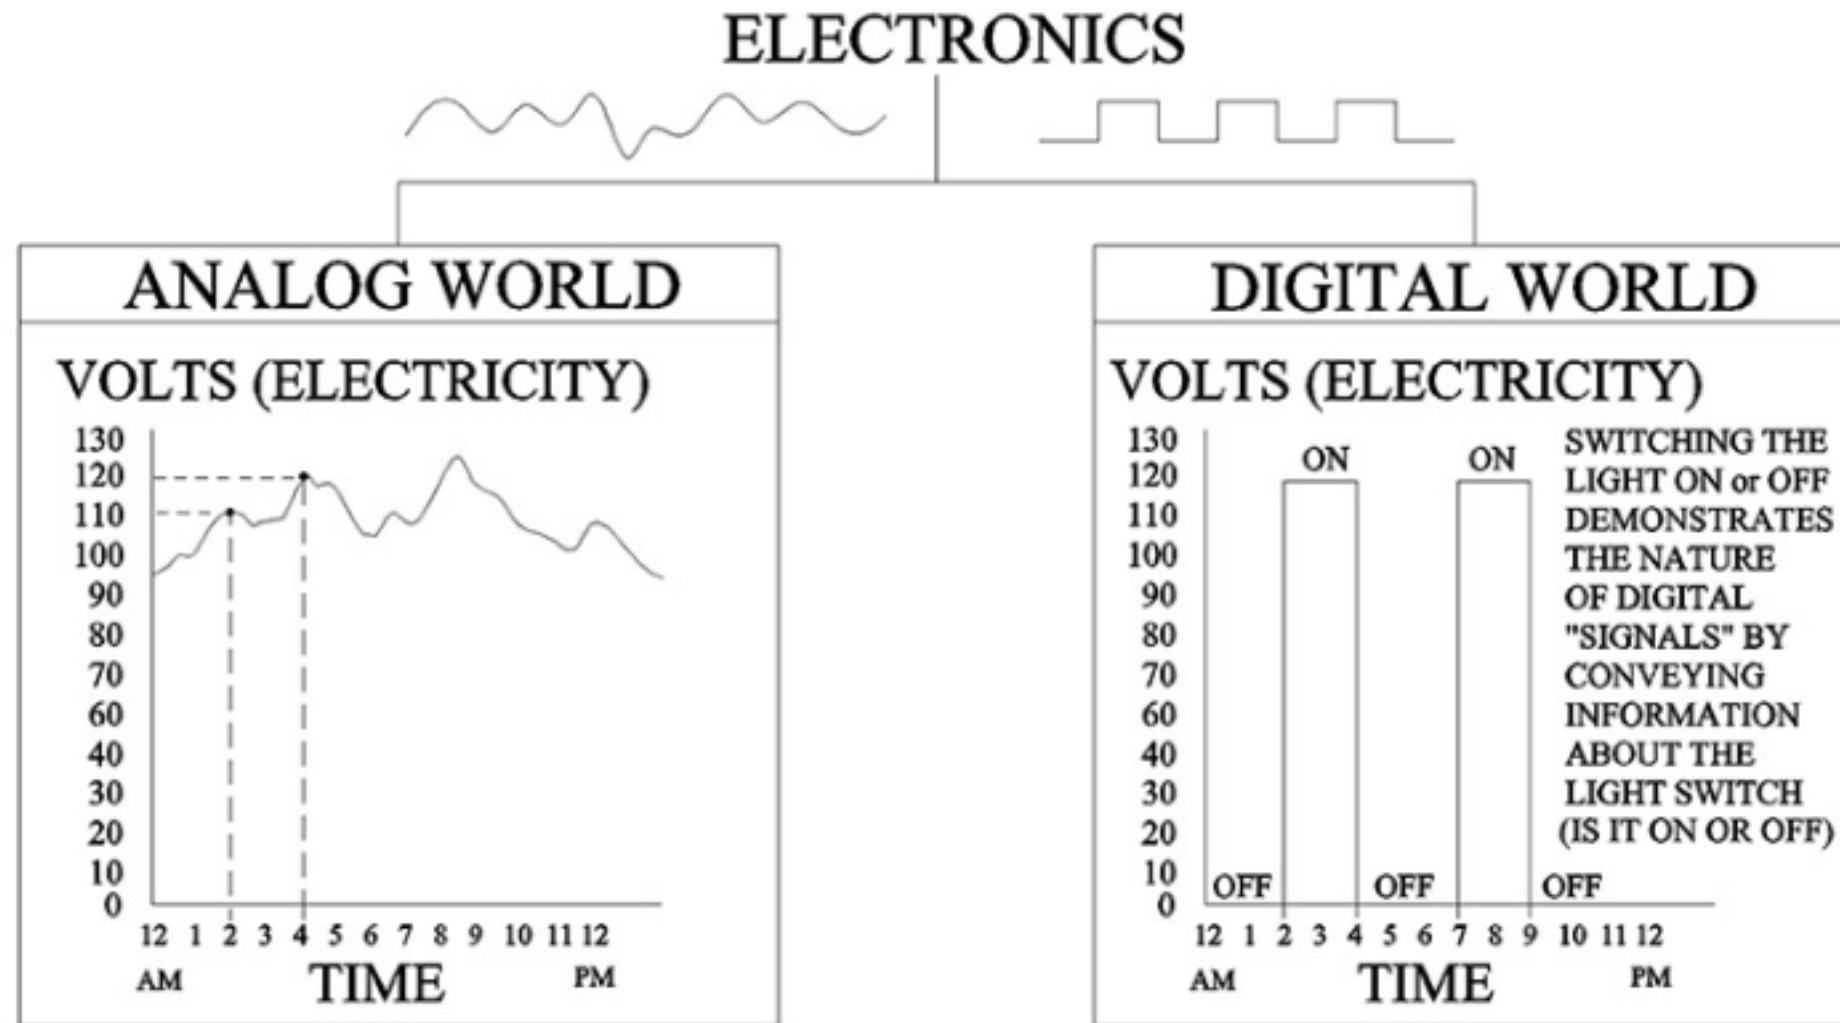 ELECTRONICS
ANALOG WORLD
VOLTS (ELECTRICITY)
130
120
110
100
90
80
70
60
40
30
20
10
0
12 1 2 3 4 5 6 7 8 9 10 11 12
AM TIME PM
DIGITAL WORLD
VOLTS (ELECTRICITY)
130
120
110
100
90
80
70
60
40
30
20
10
0
ON ON
OFF OFF OFF
12 1 2 3 4 5 6 7 8 9 10 11 12
AM TIME PM
SWITCHING THE
LIGHT ON or OFF
DEMONSTRATES
THE NATURE
OF DIGITAL
"SIGNALS" BY
CONVEYING
INFORMATION
ABOUT THE
LIGHT SWITCH
(IS IT ON OR OFF)